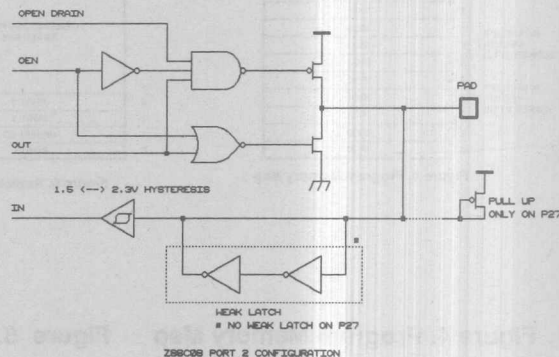 OPEN DRAIN
OEN
PAD
OUT
1.5 <--> 2.3V HYSTERESIS
IN
PULL UP
ONLY ON P27
*
WEAK LATCH
* NO WEAK LATCH ON P27
Z88C08 PORT 2 CONFIGURATION